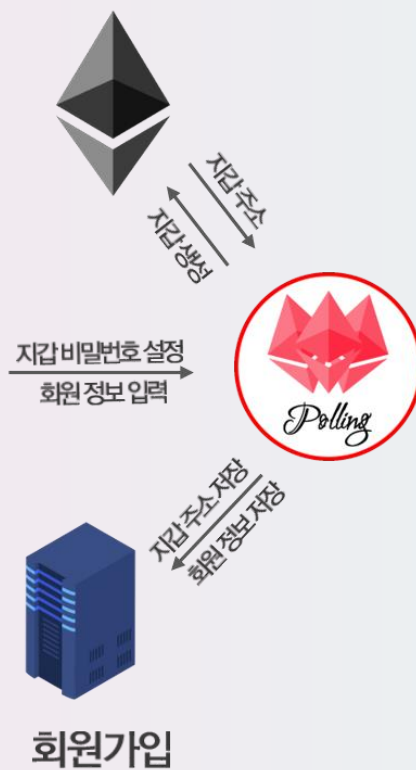 지갑 주소
지갑 생성
지갑 비밀번호 설정
회원 정보 입력
Polling
지갑 주소 저장
회원 정보 저장
회원가입